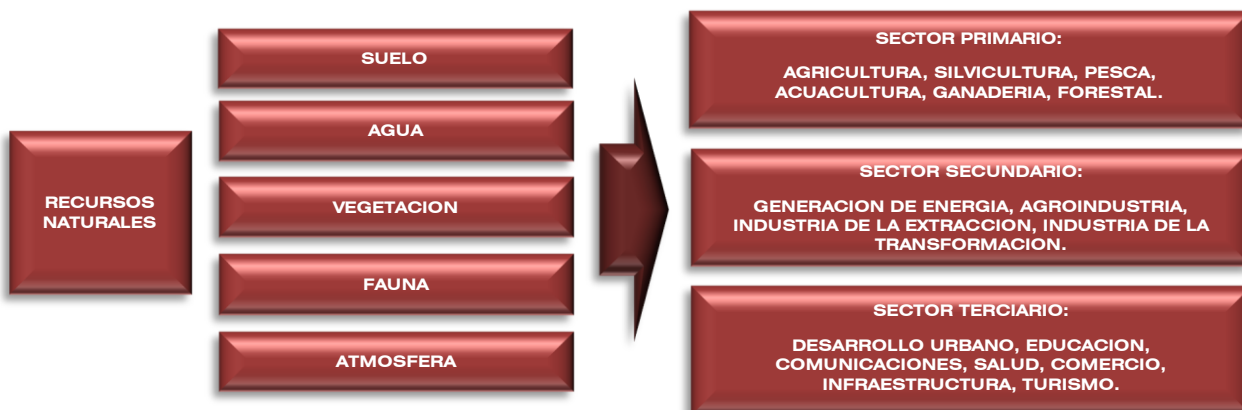 RECURSOS
NATURALES
SUELO
AGUA
VEGETACION
FAUNA
ATMOSFERA
SECTOR PRIMARIO:
AGRICULTURA, SILVICULTURA, PESCA,
ACUACULTURA, GANADERIA, FORESTAL.
SECTOR SECUNDARIO:
GENERACION DE ENERGIA, AGROINDUSTRIA,
INDUSTRIA DE LA EXTRACCION, INDUSTRIA DE LA
TRANSFORMACION.
SECTOR TERCIARIO:
DESARROLLO URBANO, EDUCACION,
COMUNICACIONES, SALUD, COMERCIO,
INFRAESTRUCTURA, TURISMO.